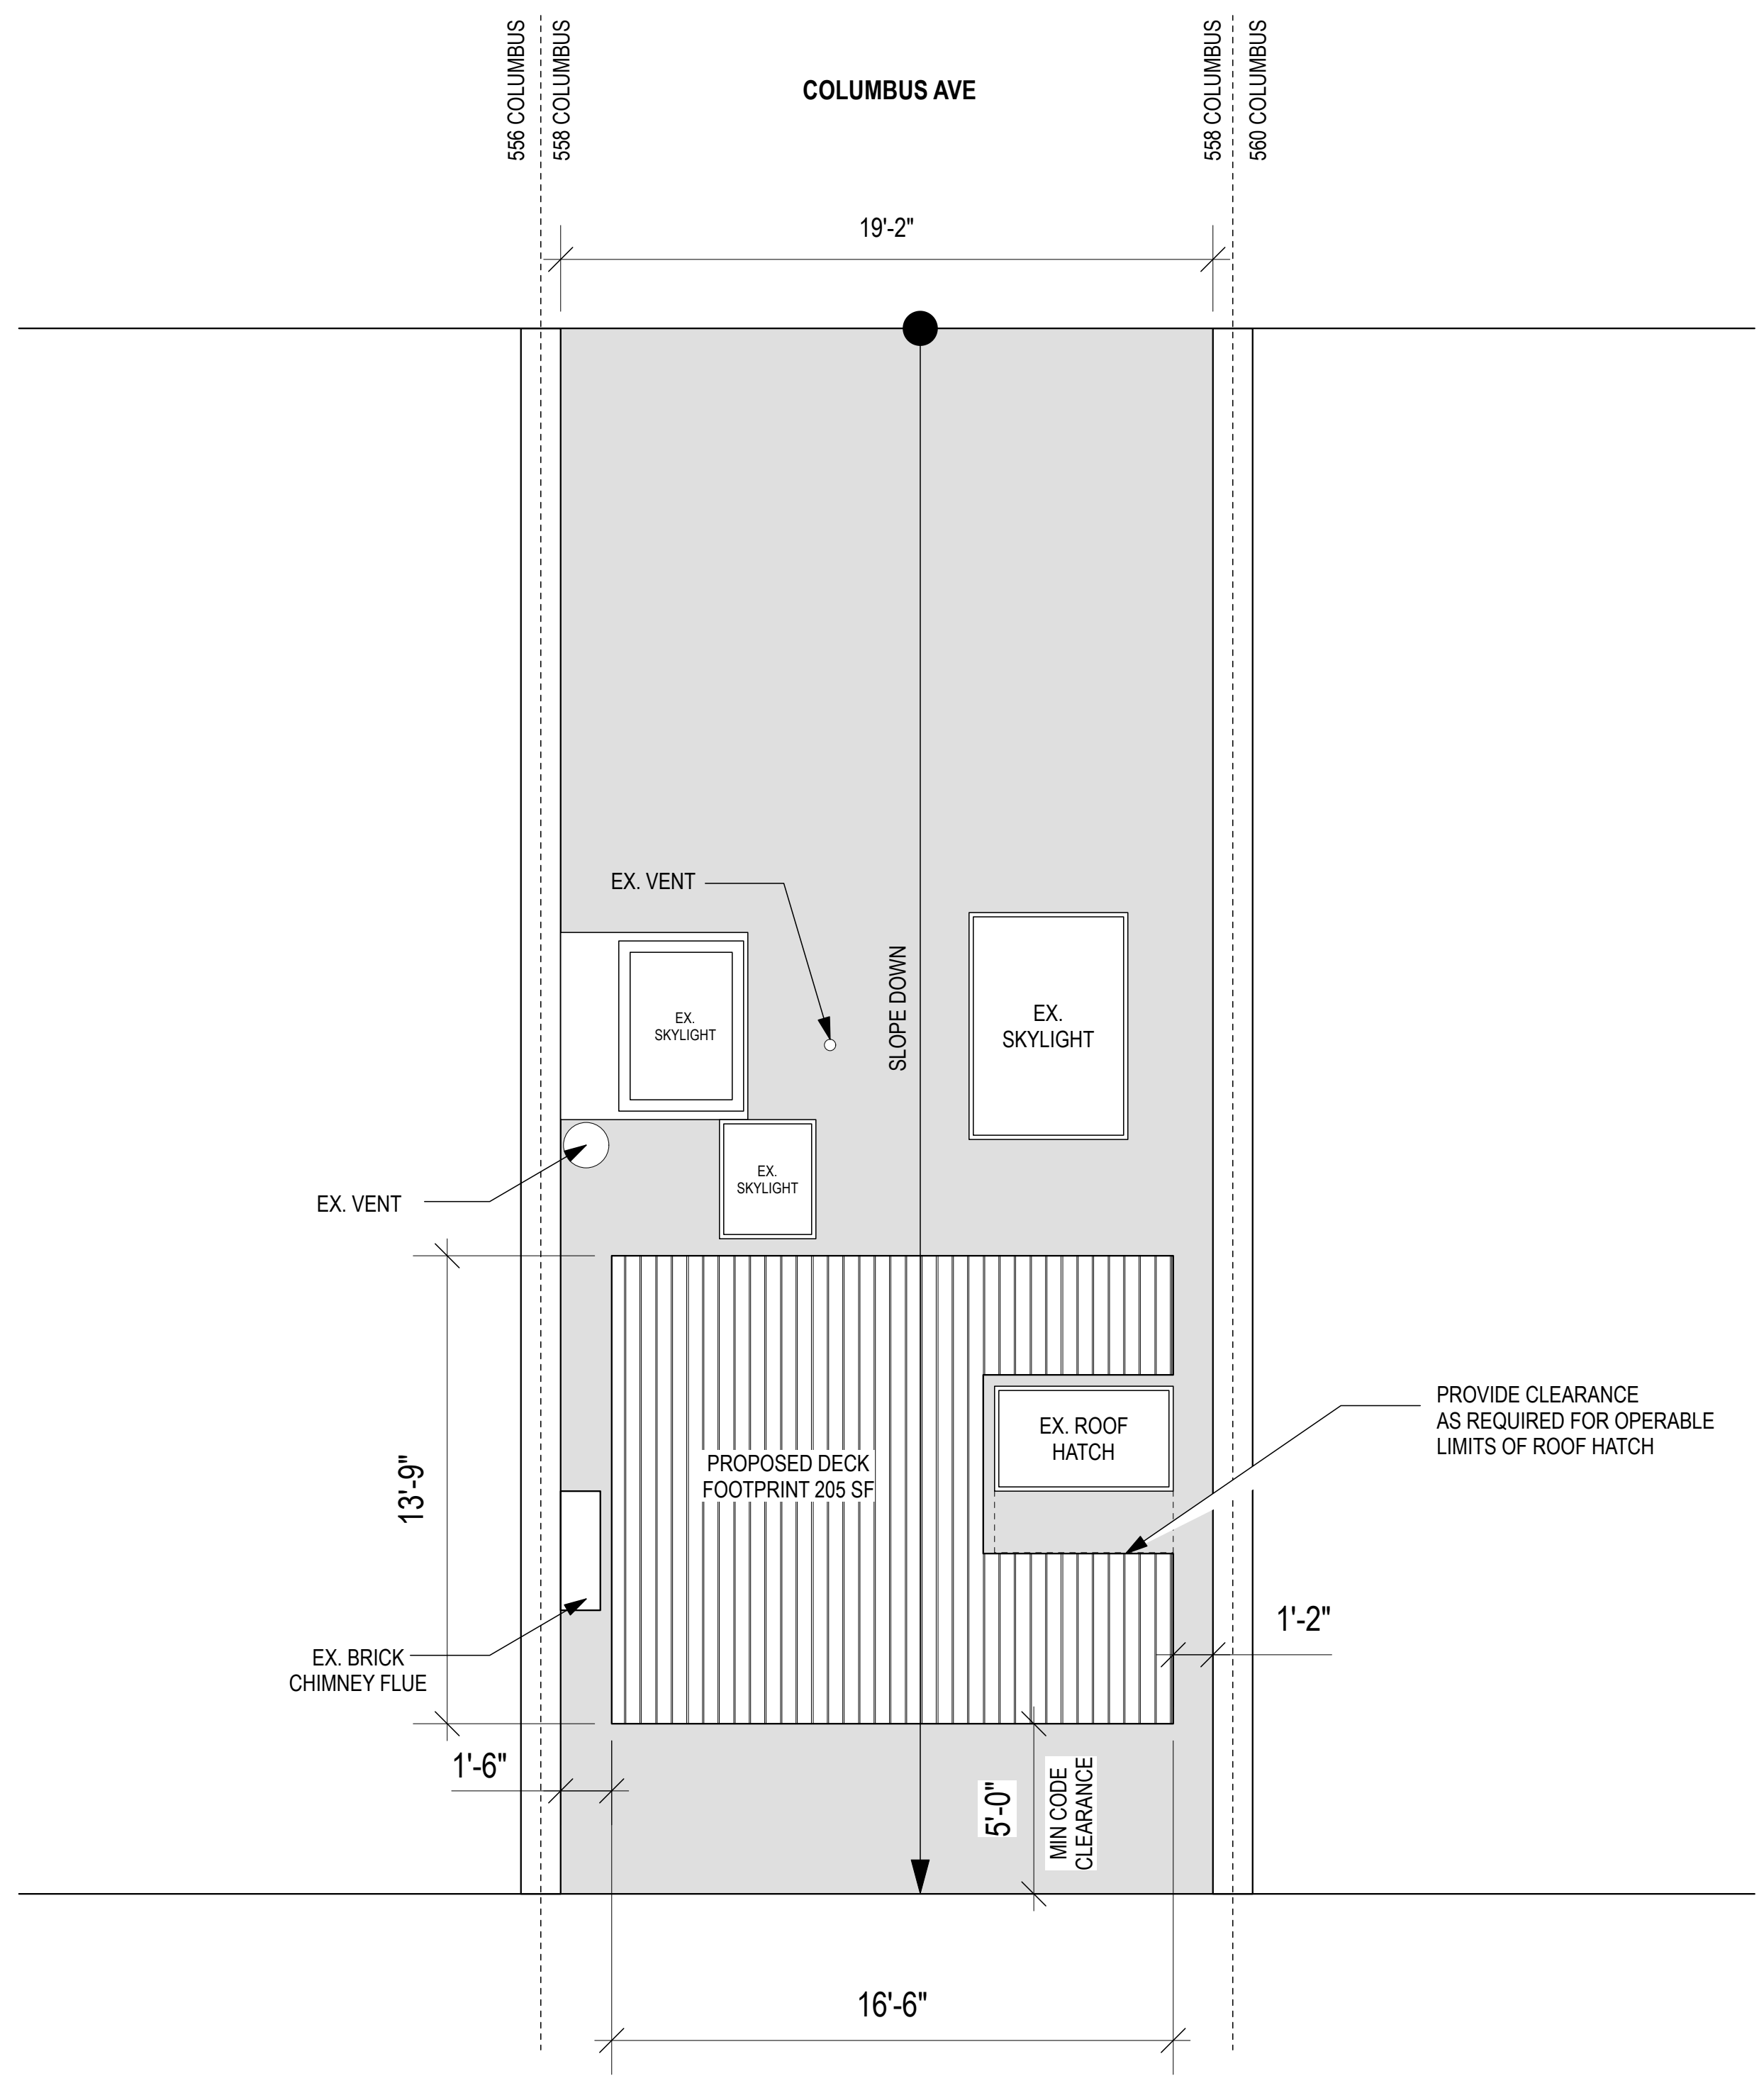 556 COLUMBUS
558 COLUMBUS
COLUMBUS AVE
558 COLUMBUS
560 COLUMBUS
19'-2"
EX. VENT
SLOPE DOWN
EX.
SKYLIGHT
EX.
SKYLIGHT
EX.
SKYLIGHT
EX. VENT
PROVIDE CLEARANCE
AS REQUIRED FOR OPERABLE
LIMITS OF ROOF HATCH
EX. ROOF
HATCH
PROPOSED DECK
FOOTPRINT 205 SF
13'-9"
EX. BRICK
CHIMNEY FLUE
1'-2"
1'-6"
5'-0"
MIN CODE
CLEARANCE
16'-6"